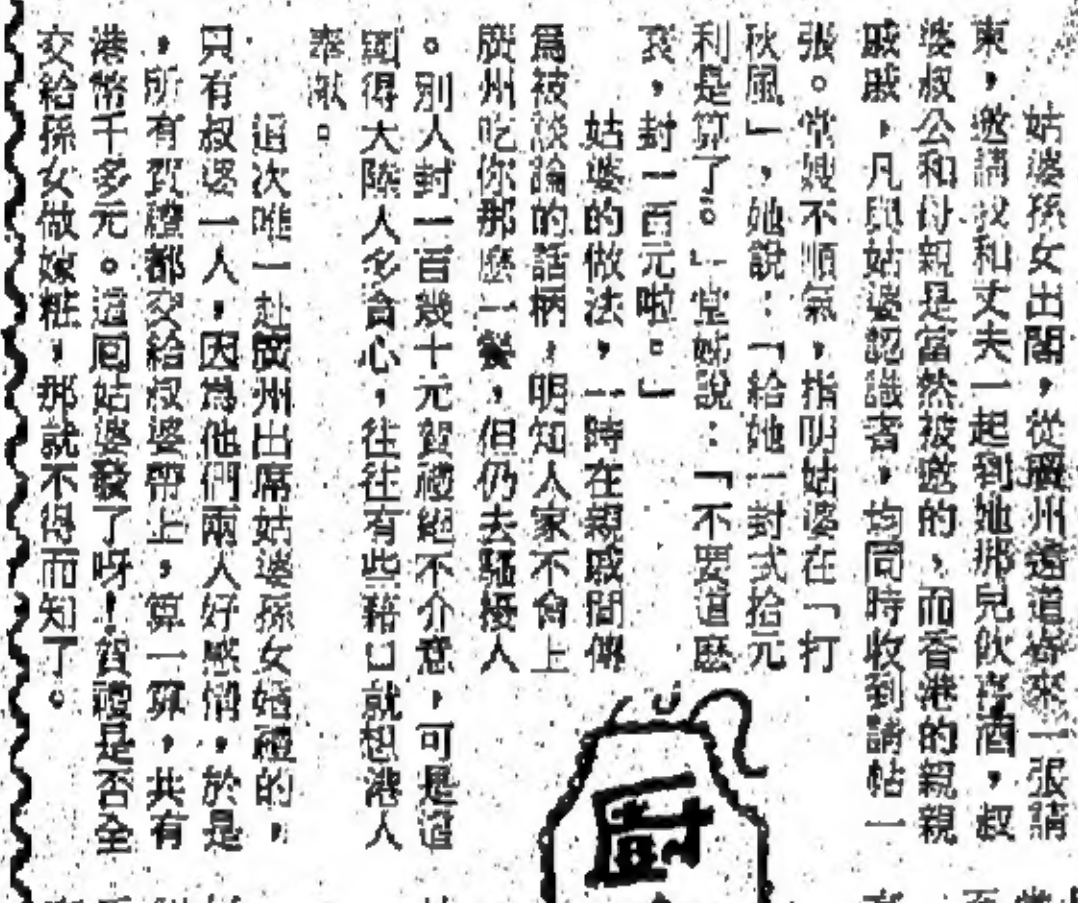 姑婆孫女出閣，從廣州遠道寄來一張請
柬，邀請我和丈夫一起到她那兒飲喜酒，叔
婆叔公和母親是當然被邀的，而香港的親親
戚戚，凡與姑婆認識者，均同時收到請帖一
張。堂嫂不順氣，指明姑婆在「打
秋風」，她說：「給她一封式拾元
利是算了。」堂姊說：「不要這麼
衰，封一百元啦。」
姑婆的做法，一時在親戚間傳
為被談論的話柄，明知人家不會上
廣州吃你那麼一餐，但仍去騷擾人
。別人封一百幾十元賀禮絕不介意，可是這
大陸人多貪心，往往有些藉口就想港人
奉獻。
這次唯一赴廣州出席姑婆孫女婚禮的，
只有叔婆一人，因為他們兩人好感情，於是
，所有賀禮都交給叔婆帶上，算一算，共有
港幣千多元。這回姑婆發了呀！賀禮是否全
交給孫女做嫁粧，那就不得而知了。
廚